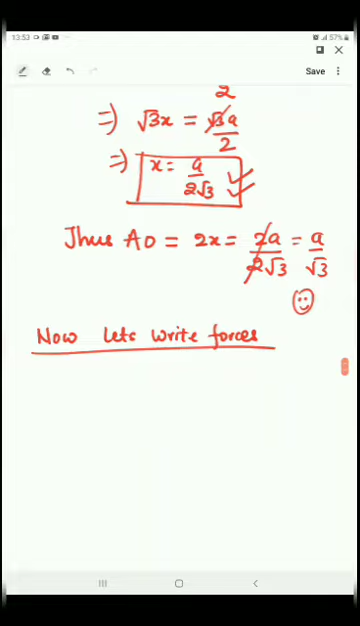 13:53 57%
Save
2
⇒) √3x = √3a/2
⇒) x = a/2√3
Thus AO = 2x = 2a/2√3 = a/√3
Now lets write forces